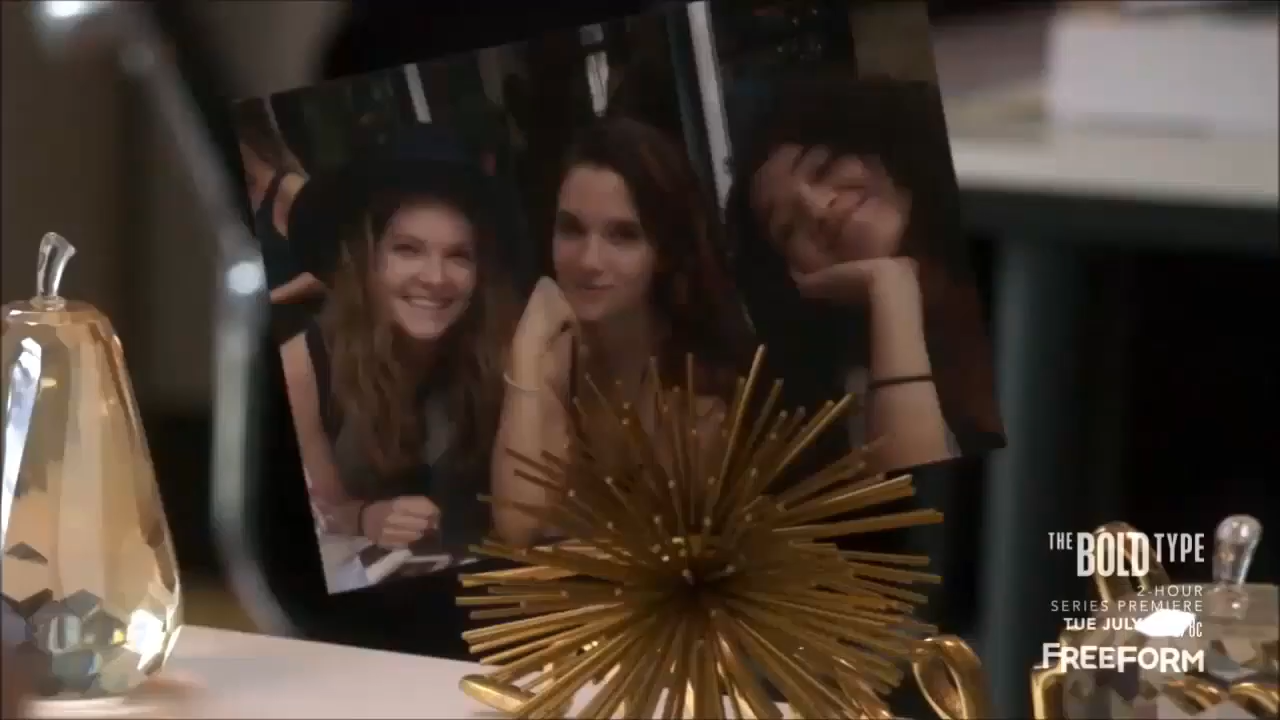 THE BOLD TYPE
2-HOUR
SERIES PREMIERE
TUE JULY
FREEFORM